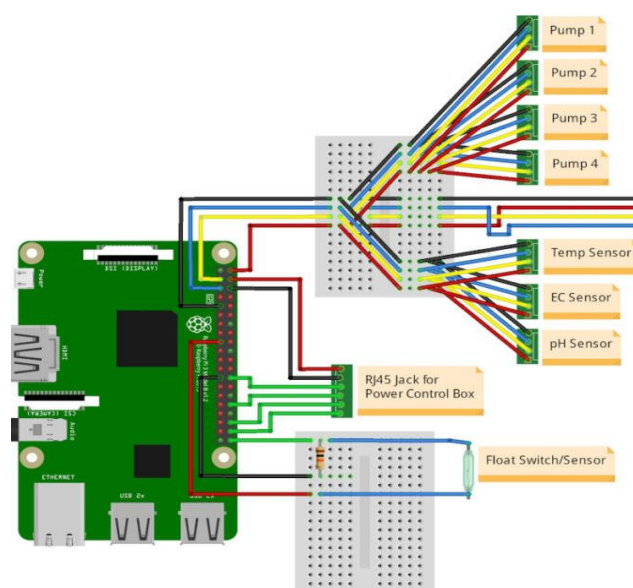 Pump 1
Pump 2
Pump 3
Pump 4
Temp Sensor
EC Sensor
pH Sensor
RJ45 Jack for
Power Control Box
Float Switch/Sensor
DSI (DISPLAY)
Power
HDMI
CSI (CAMERA)
Audio
ETHERNET
USB 2x